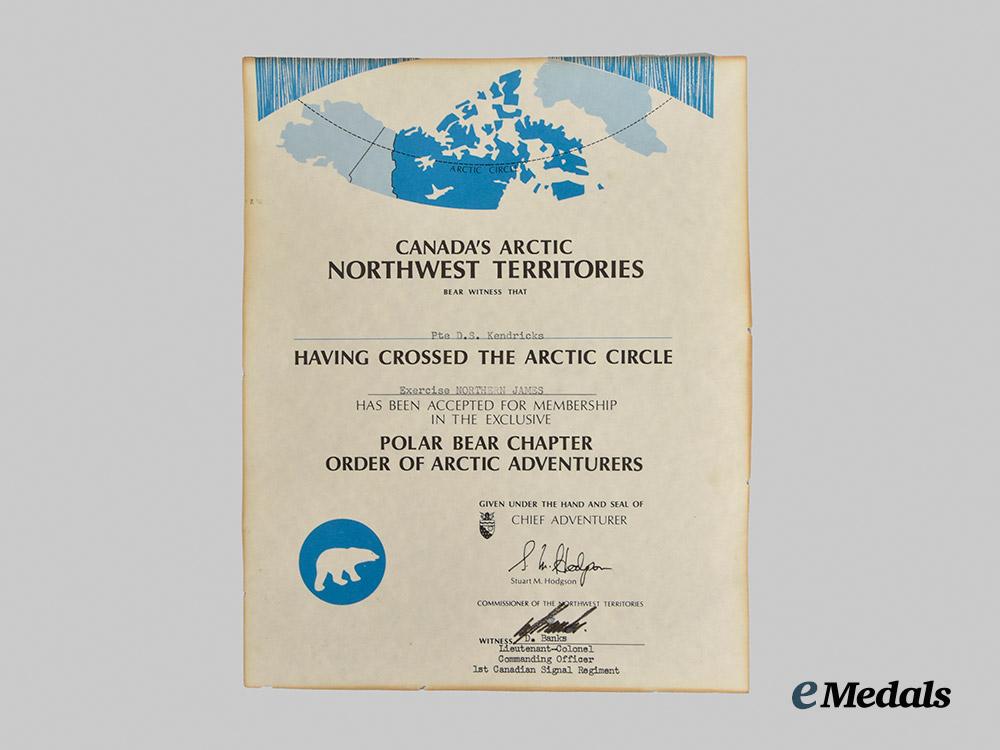 ARCTIC CIRCLE
CANADA'S ARCTIC
NORTHWEST TERRITORIES
BEAR WITNESS THAT
Pte D.S. Kendricks
HAVING CROSSED THE ARCTIC CIRCLE
Exercise NORTHERN JAMES
HAS BEEN ACCEPTED FOR MEMBERSHIP
IN THE EXCLUSIVE
POLAR BEAR CHAPTER
ORDER OF ARCTIC ADVENTURERS
GIVEN UNDER THE HAND AND SEAL OF
CHIEF ADVENTURER
S. M. Hodgson
Stuart M. Hodgson
COMMISSIONER OF THE NORTHWEST TERRITORIES
WITNESS D. Banks
Lieutenant-Colonel
Commanding Officer
1st Canadian Signal Regiment
eMedals